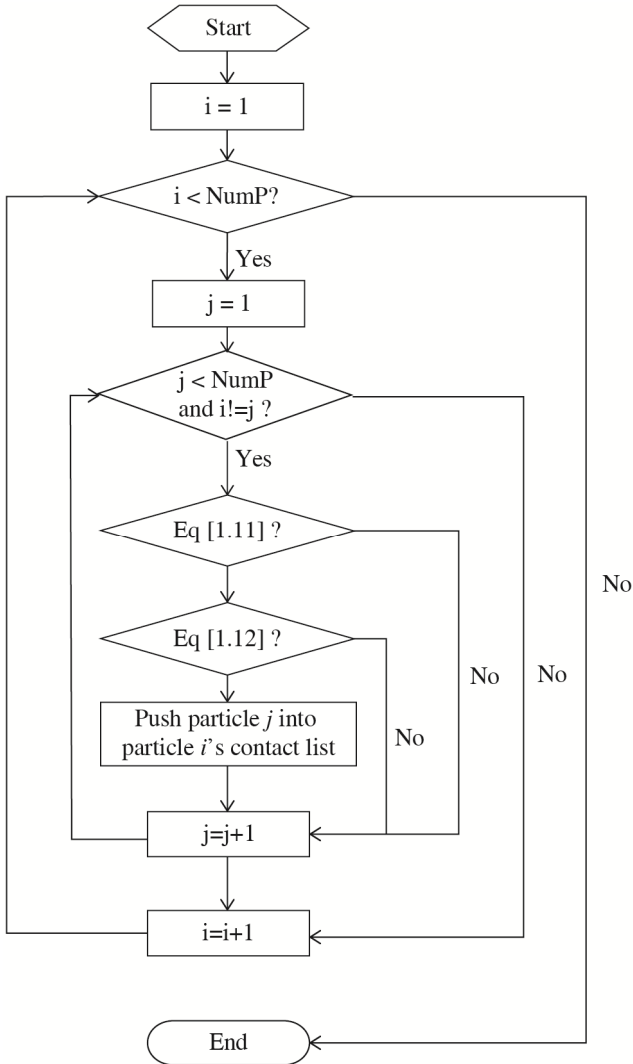 Start
i = 1
i < NumP?
Yes
j = 1
j < NumP
and i!=j ?
Yes
Eq [1.11] ?
Eq [1.12] ?
Push particle j into
particle i's contact list
j=j+1
i=i+1
End
No
No
No
No